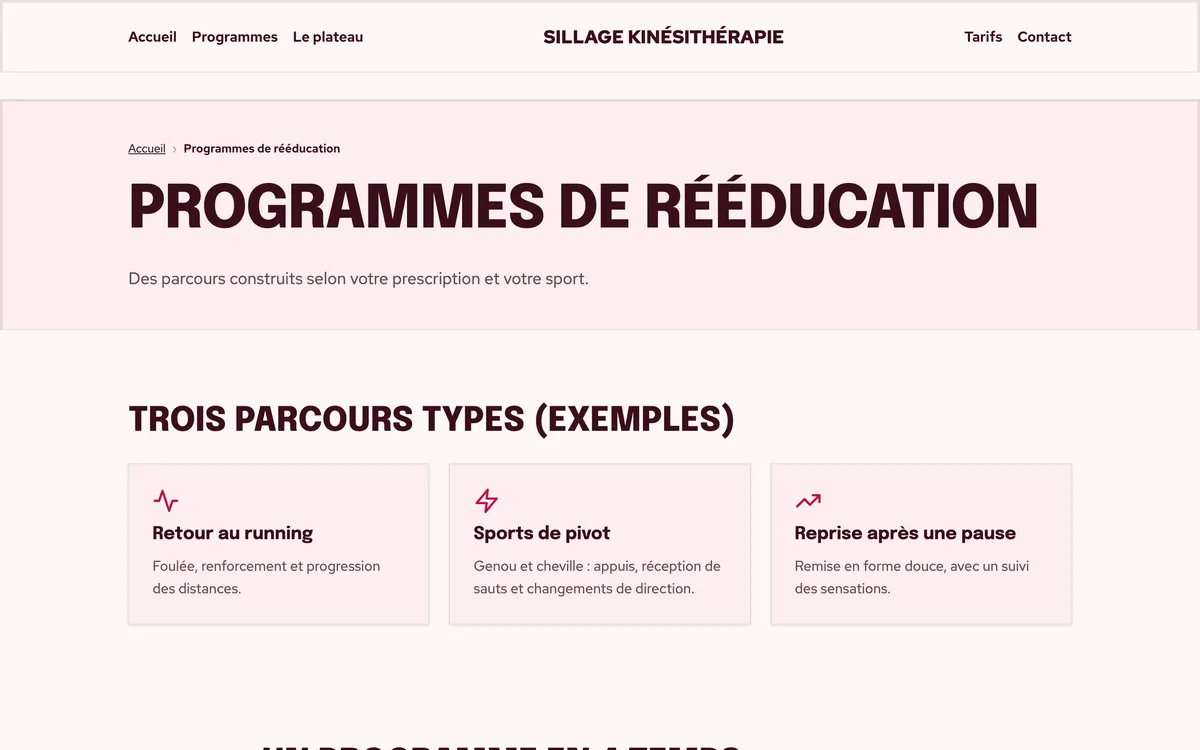 Accueil Programmes Le plateau SILLAGE KINÉSITHÉRAPIE Tarifs Contact
Accueil › Programmes de rééducation
PROGRAMMES DE RÉÉDUCATION
Des parcours construits selon votre prescription et votre sport.
TROIS PARCOURS TYPES (EXEMPLES)
Retour au running
Foulée, renforcement et progression
des distances.
Sports de pivot
Genou et cheville : appuis, réception de
sauts et changements de direction.
Reprise après une pause
Remise en forme douce, avec un suivi
des sensations.